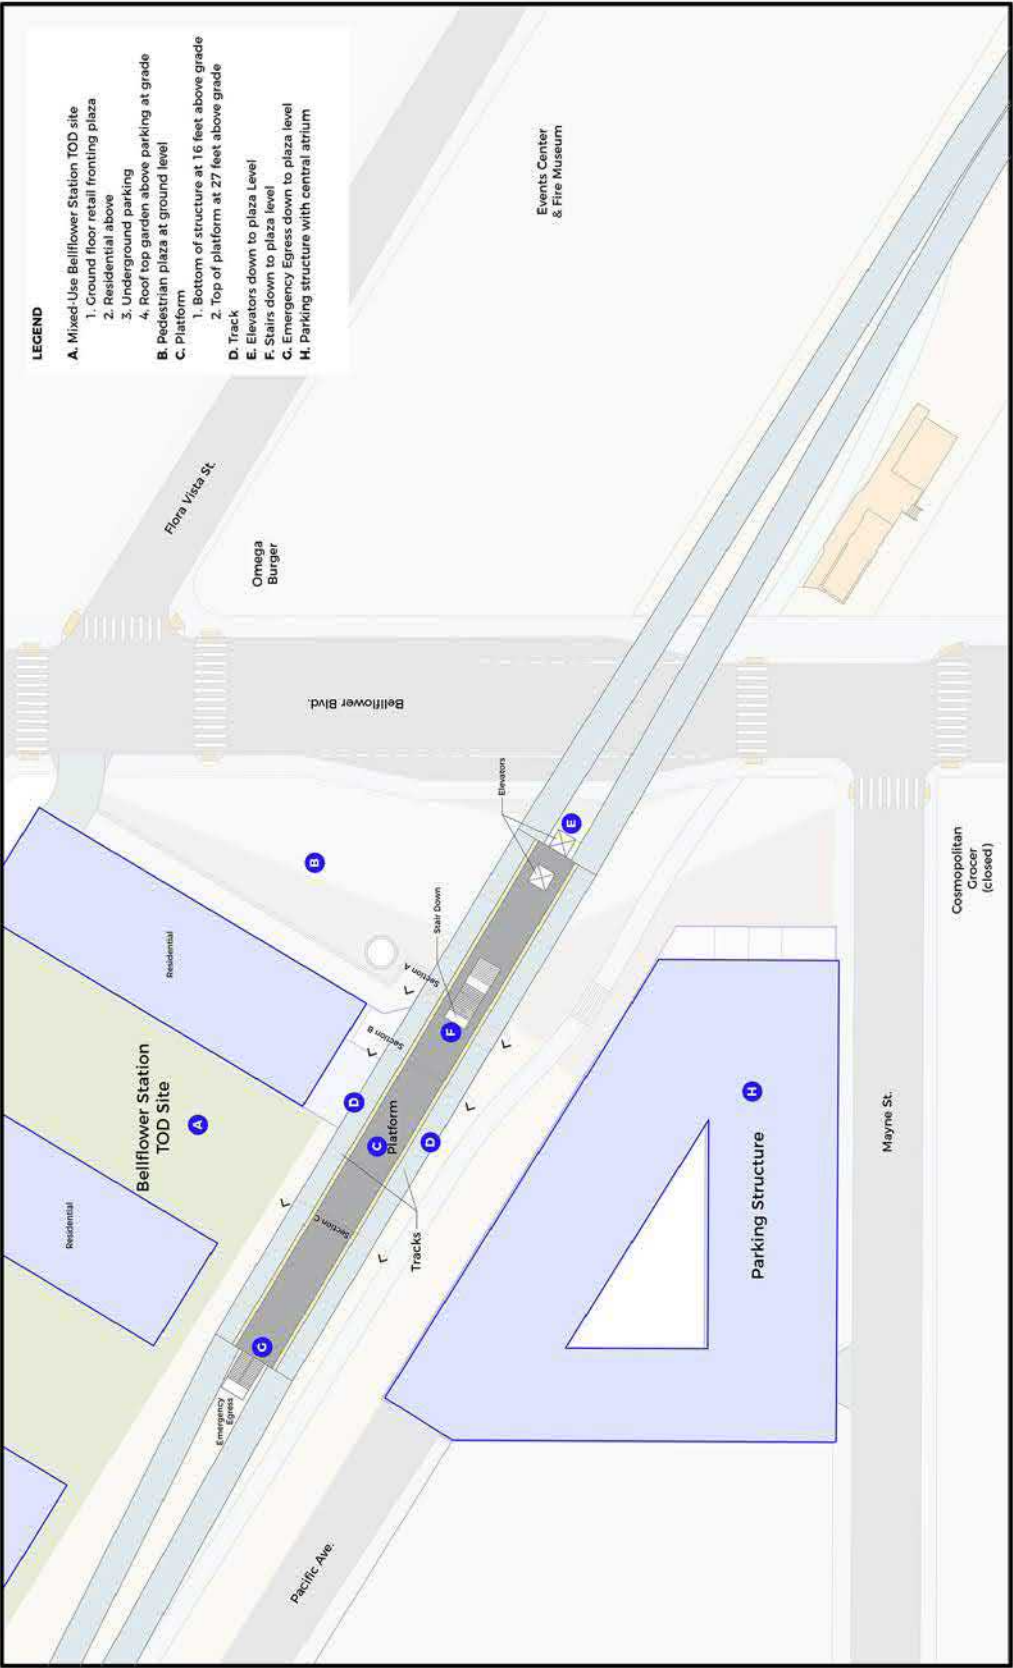 LEGEND
A. Mixed-Use Bellflower Station TOD site
1. Ground floor retail fronting plaza
2. Residential above
3. Underground parking
4. Roof top garden above parking at grade
B. Pedestrian plaza at ground level
C. Platform
1. Bottom of structure at 16 feet above grade
2. Top of platform at 27 feet above grade
D. Track
E. Elevators down to plaza Level
F. Stairs down to plaza level
G. Emergency Egress down to plaza level
H. Parking structure with central atrium
Flora Vista St.
Omega
Burger
Events Center
& Fire Museum
Bellflower Blvd.
Elevators
E
B
Stair Down
Residential
Section A
Section B
F
Bellflower Station
TOD Site
A
D
C
Platform
D
Residential
Section C
Tracks
G
Emergency
Egress
Pacific Ave.
H
Parking Structure
Mayne St.
Cosmopolitan
Grocer
(closed)